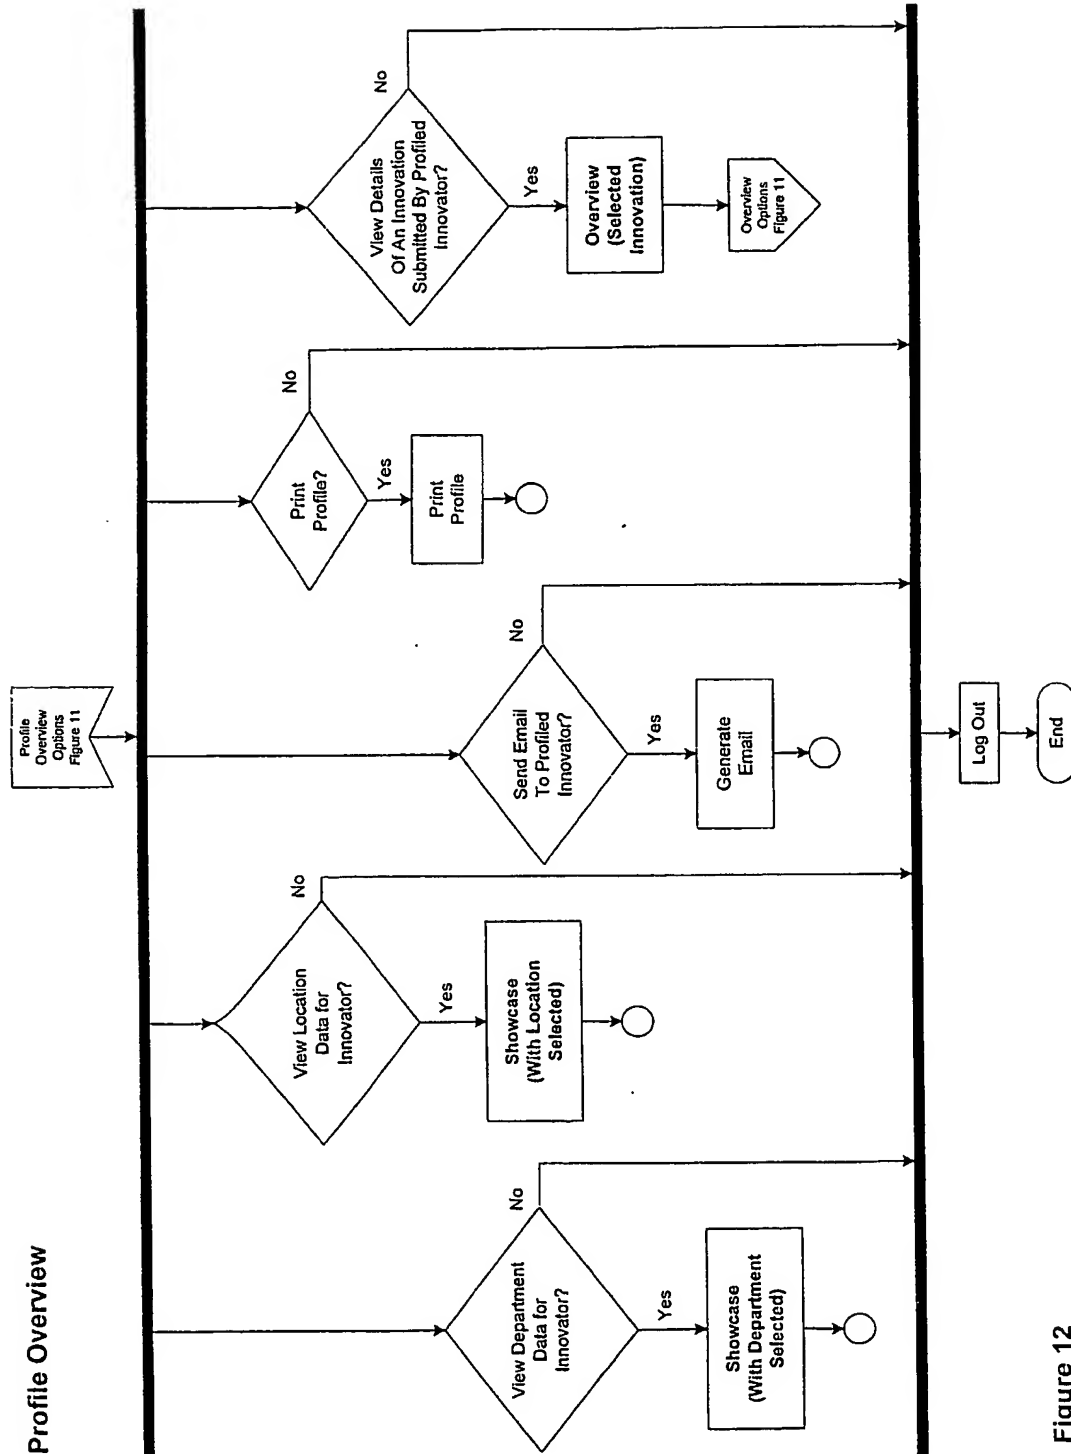 Profile Overview
Profile
Overview
Options
Figure 11
View Department
Data for
Innovator?
No
Yes
Showcase
(With Department
Selected)
View Location
Data for
Innovator?
No
Yes
Showcase
(With Location
Selected)
Send Email
To Profiled
Innovator?
No
Yes
Generate
Email
Print
Profile?
No
Yes
Print
Profile
View Details
Of An Innovation
Submitted By Profiled
Innovator?
No
Yes
Overview
(Selected
Innovation)
Overview
Options
Figure 11
Log Out
End
Figure 12